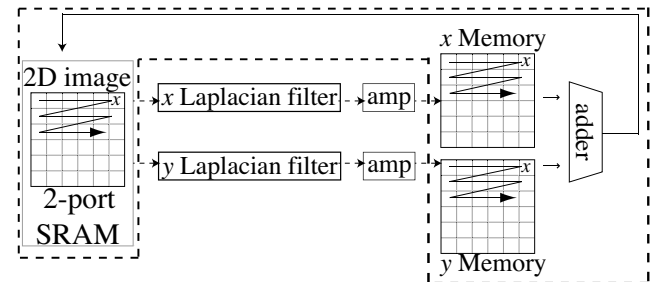 2D image
x
2-port
SRAM
x Laplacian filter
amp
y Laplacian filter
amp
x Memory
x
x
y Memory
adder